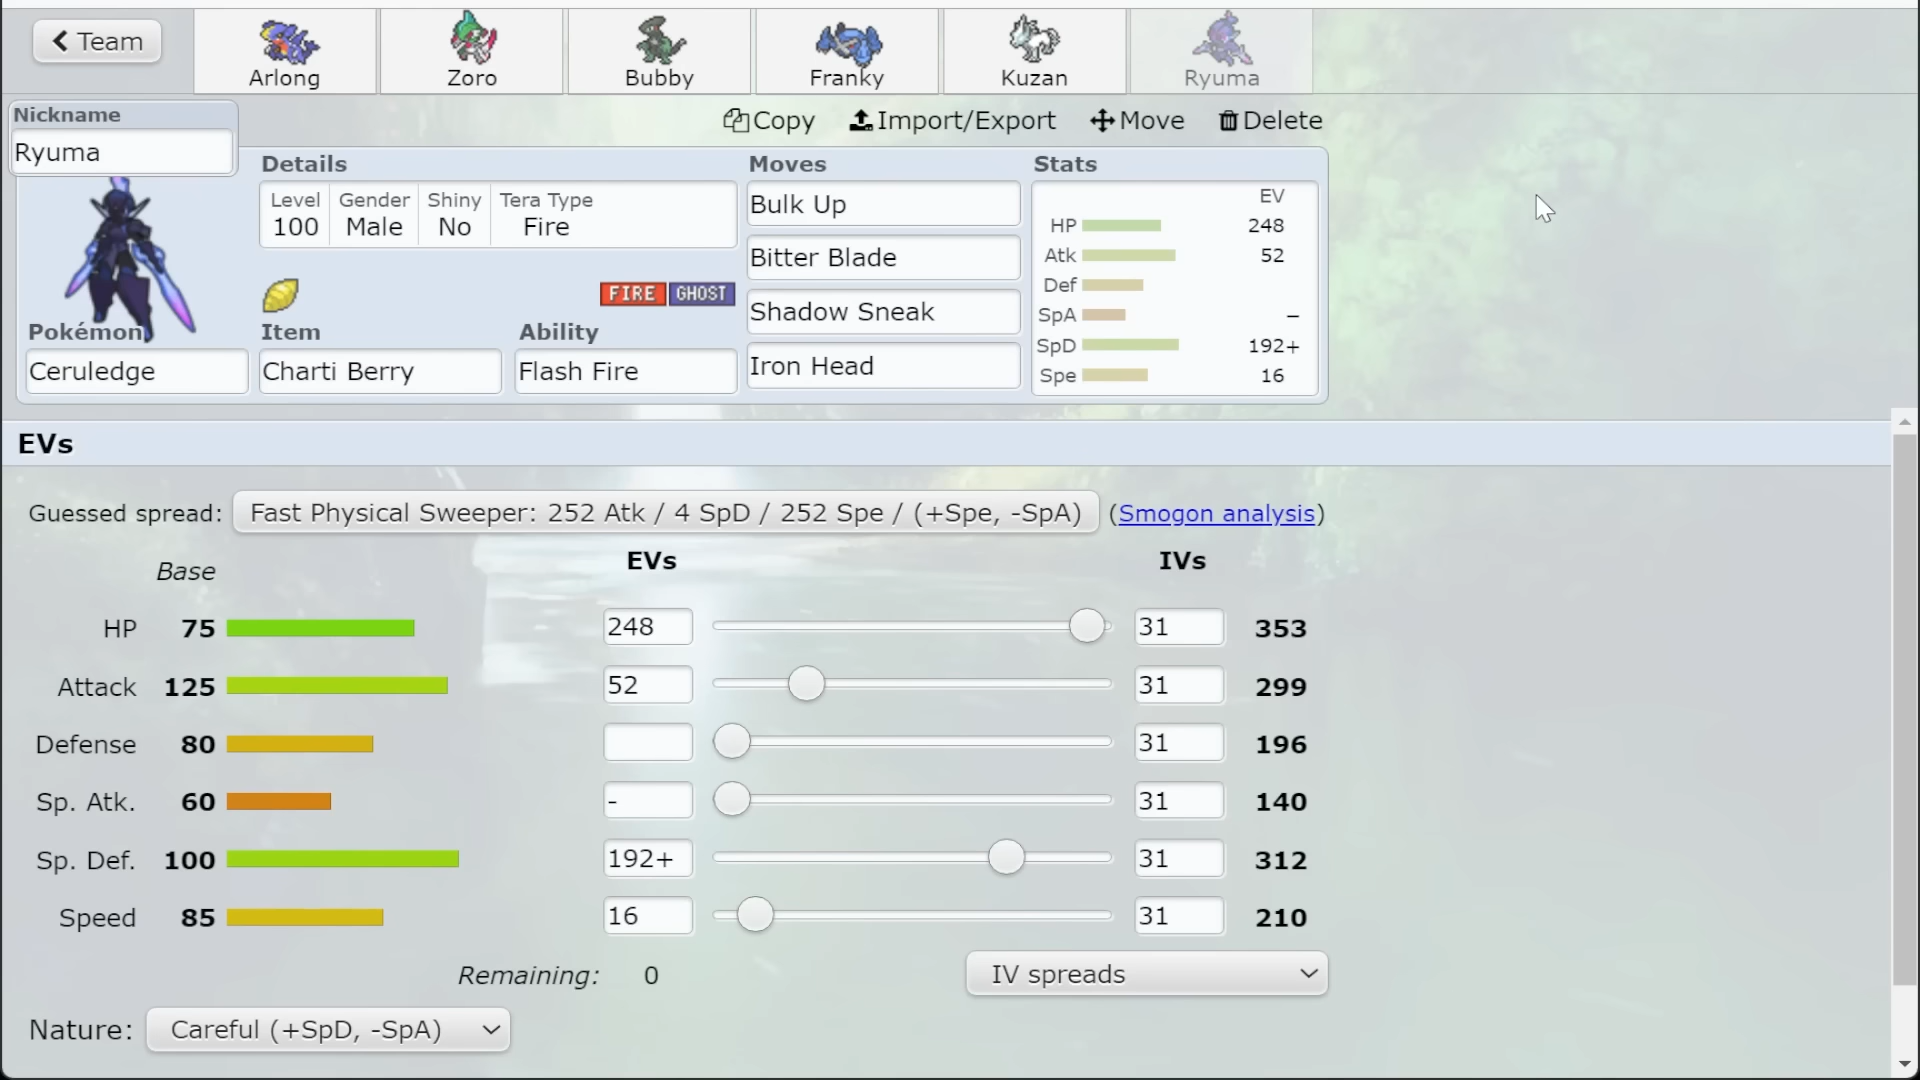 Team
Arlong
Zoro
Bubby
Franky
Kuzan
Ryuma
Nickname
Ryuma
Copy
Import/Export
Move
Delete
Details
Level
100
Gender
Male
Shiny
No
Tera Type
Fire
FIRE GHOST
Pokémon
Ceruledge
Item
Charti Berry
Ability
Flash Fire
Moves
Bulk Up
Bitter Blade
Shadow Sneak
Iron Head
Stats
EV
HP 248
Atk 52
Def
SpA –
SpD 192+
Spe 16
EVs
Guessed spread: Fast Physical Sweeper: 252 Atk / 4 SpD / 252 Spe / (+Spe, -SpA) (Smogon analysis)
Base EVs IVs
HP 75 248 31 353
Attack 125 52 31 299
Defense 80 31 196
Sp. Atk. 60 - 31 140
Sp. Def. 100 192+ 31 312
Speed 85 16 31 210
Remaining: 0 IV spreads
Nature: Careful (+SpD, -SpA)